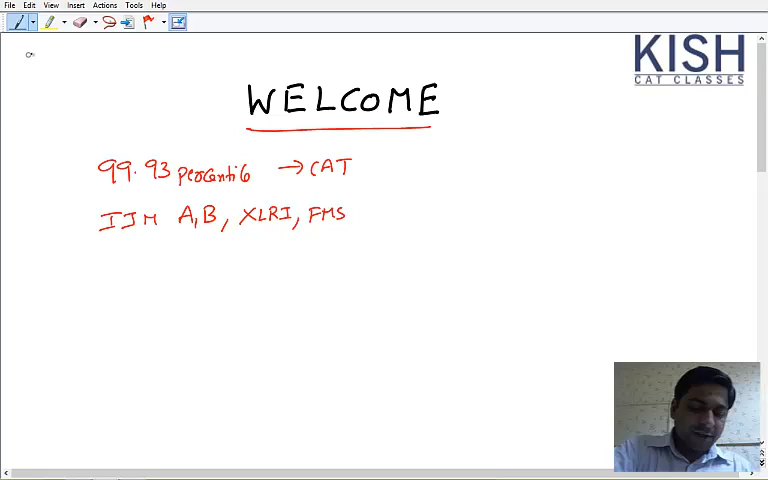 File Edit View Insert Actions Tools Help
KISH
CAT CLASSES
WELCOME
99.93 Percentile → CAT
IIM A, B, XLRI, FMS